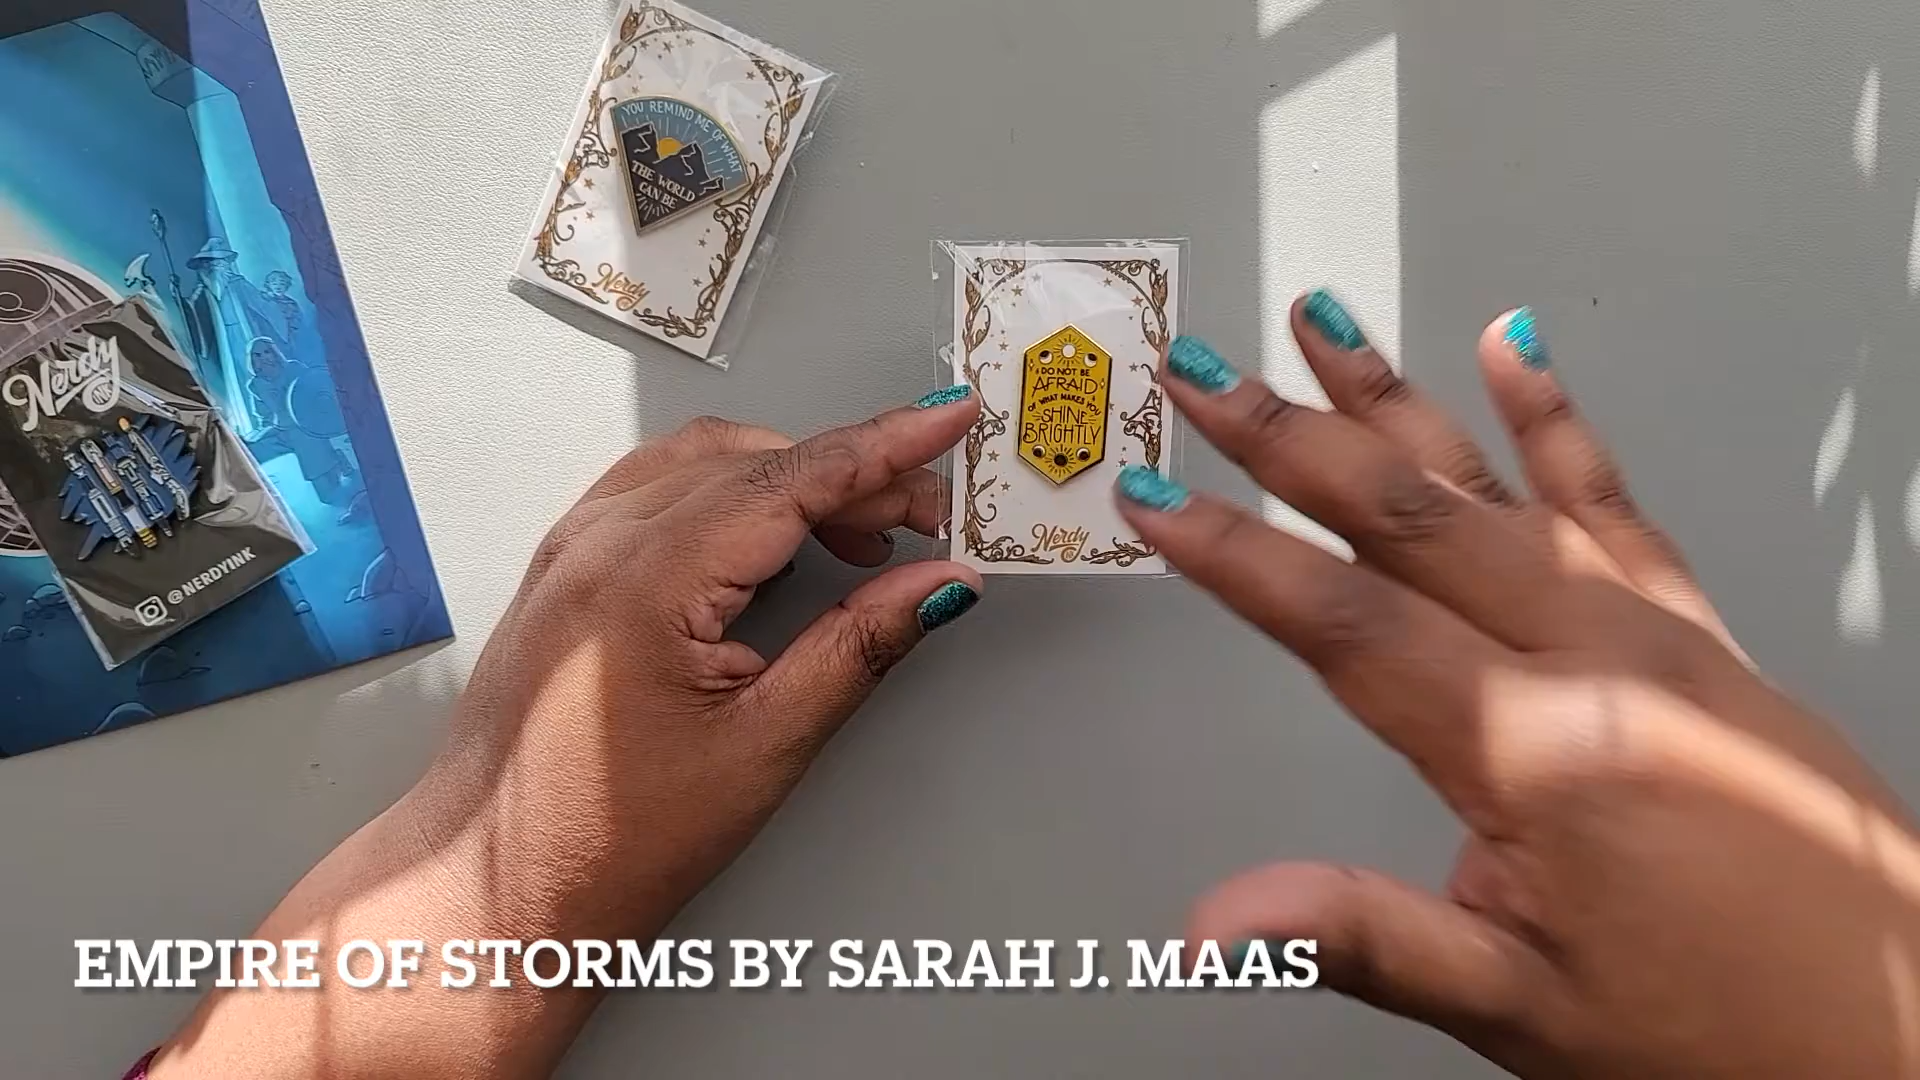 YOU REMIND ME OF WHAT
THE WORLD
CAN BE
Nerdy
Nerdy
INK
@NERDYINK
DO NOT BE
AFRAID
OF WHAT MAKES YOU
SHINE
BRIGHTLY
Nerdy
EMPIRE OF STORMS BY SARAH J. MAAS